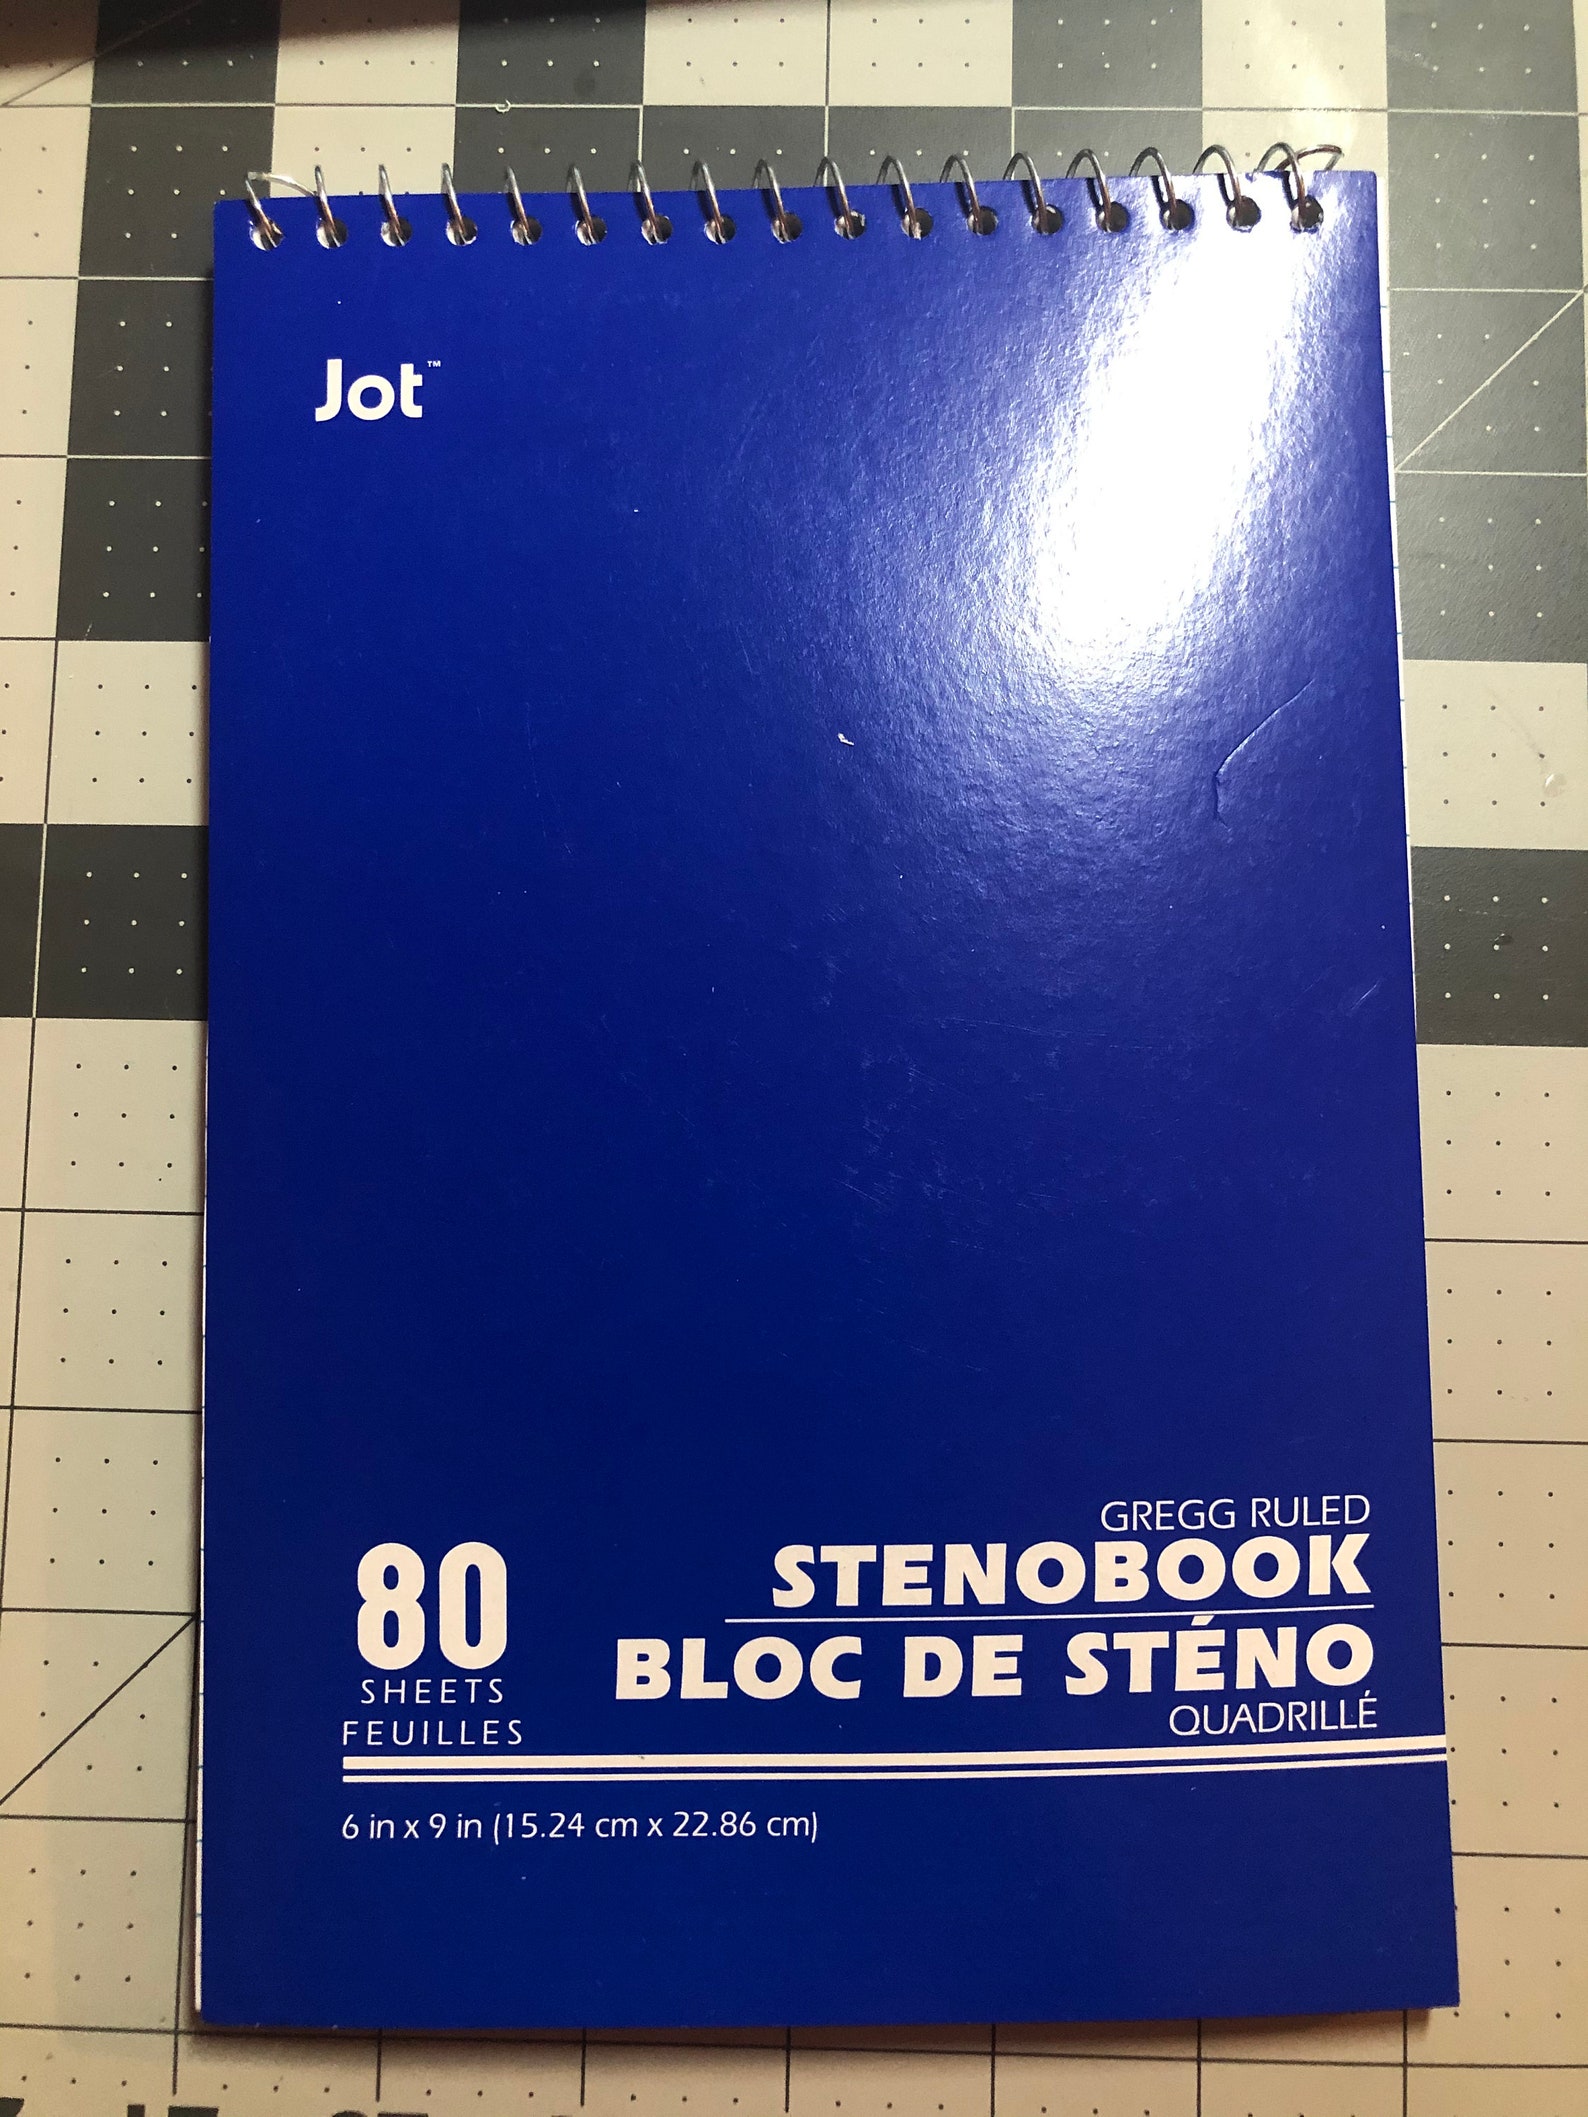 Jot™
GREGG RULED
STENOBOOK
BLOC DE STÉNO
QUADRILLÉ
80
SHEETS
FEUILLES
6 in x 9 in (15.24 cm x 22.86 cm)